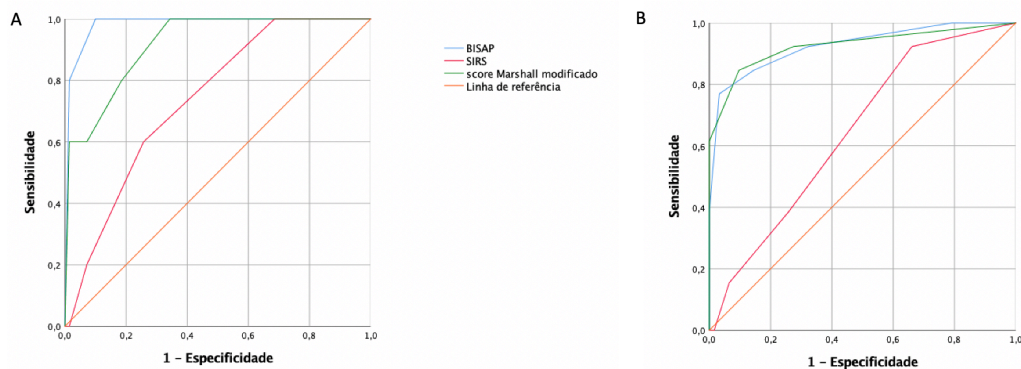 A
1,0
0,8
0,6
0,4
0,2
0,0
Sensibilidade
0,0 0,2 0,4 0,6 0,8 1,0
1 – Especificidade
BISAP
SIRS
score Marshall modificado
Linha de referência
B
1,0
0,8
0,6
0,4
0,2
0,0
Sensibilidade
0,0 0,2 0,4 0,6 0,8 1,0
1 – Especificidade